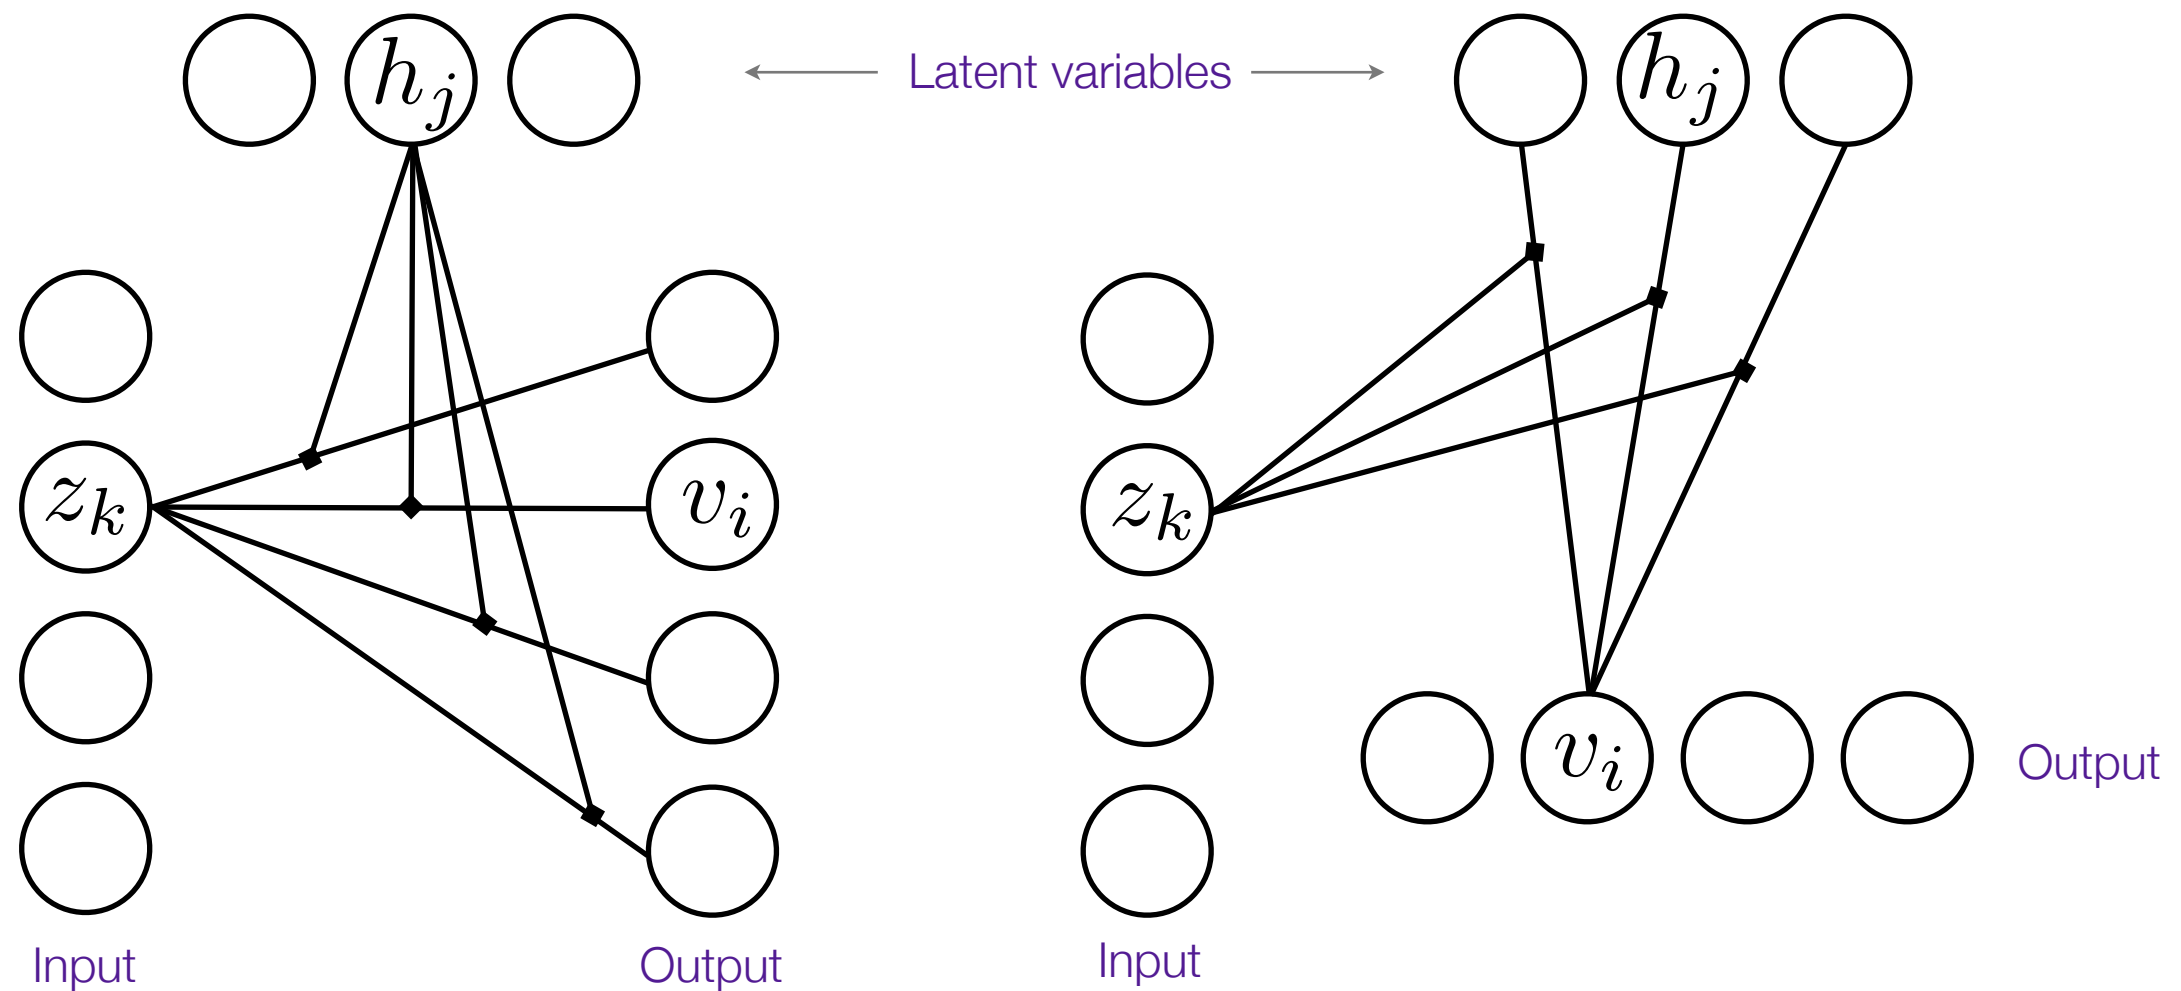 h_j
Latent variables
h_j
z_k
v_i
z_k
v_i
Output
Input
Output
Input